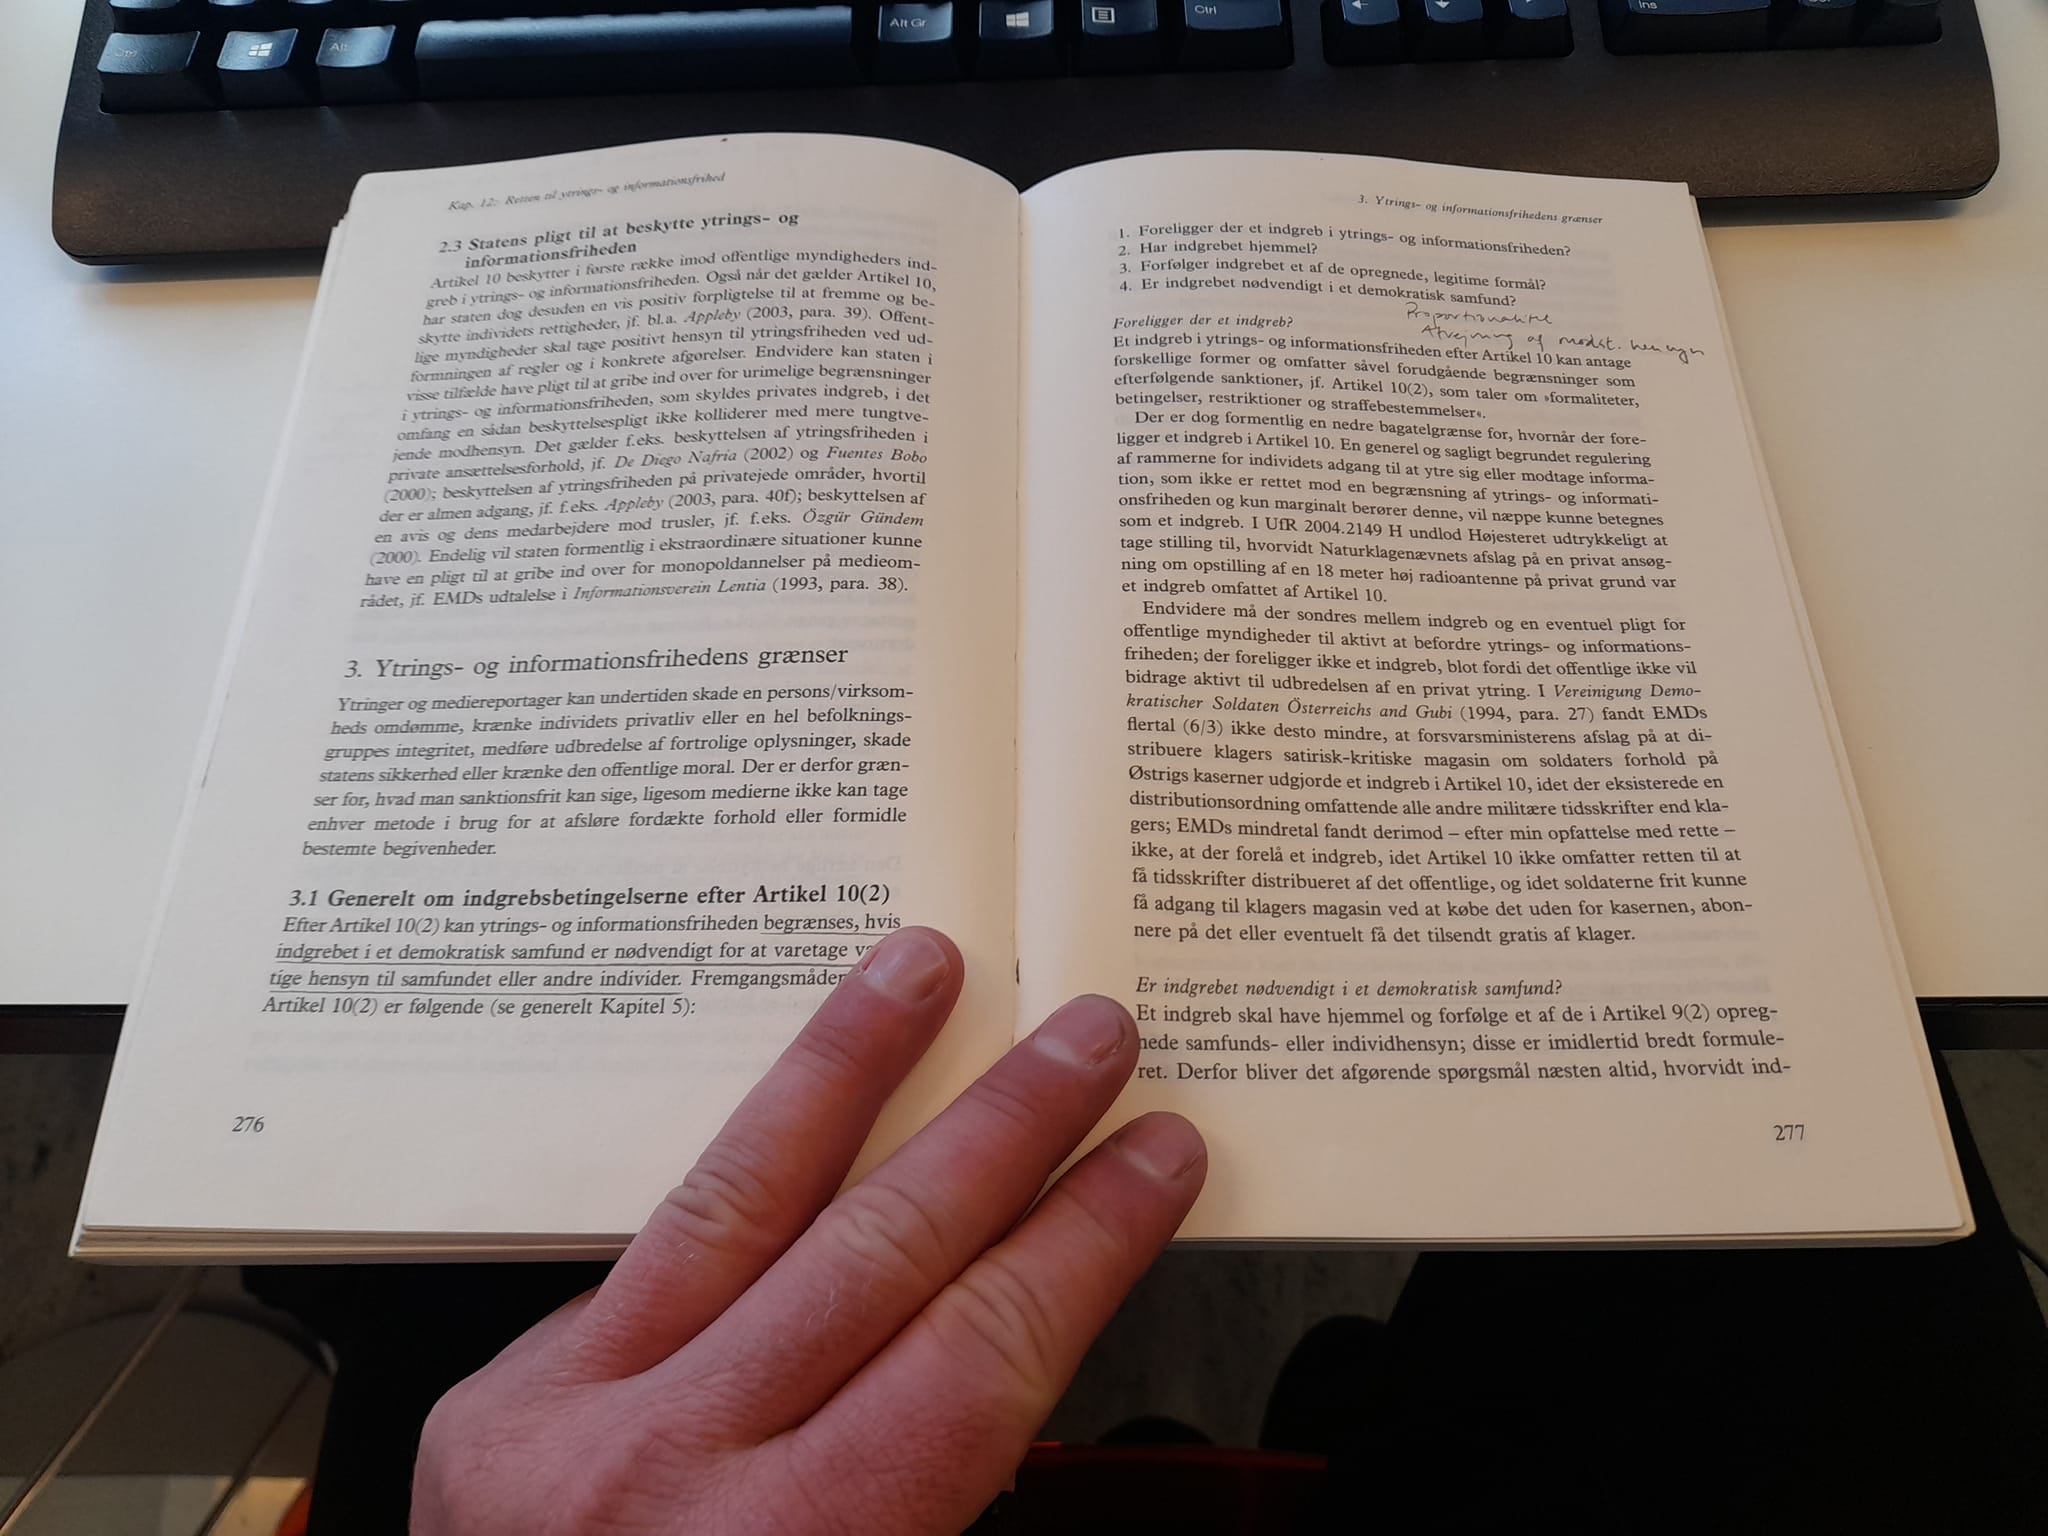 Ctrl
Alt
Alt Gr
Ctrl
Ins
Kap. 12: Retten til ytrings- og informationsfrihed
2.3 Statens pligt til at beskytte ytrings- og
informationsfriheden
Artikel 10 beskytter i første række imod offentlige myndigheders ind-
greb i ytrings- og informationsfriheden. Også når det gælder Artikel 10,
har staten dog desuden en vis positiv forpligtelse til at fremme og be-
skytte individets rettigheder, jf. bl.a. Appleby (2003, para. 39). Offent-
lige myndigheder skal tage positivt hensyn til ytringsfriheden ved ud-
formningen af regler og i konkrete afgørelser. Endvidere kan staten i
visse tilfælde have pligt til at gribe ind over for urimelige begrænsninger
i ytrings- og informationsfriheden, som skyldes privates indgreb, i det
omfang en sådan beskyttelsespligt ikke kolliderer med mere tungtve-
jende modhensyn. Det gælder f.eks. beskyttelsen af ytringsfriheden i
private ansættelsesforhold, jf. De Diego Nafria (2002) og Fuentes Bobo
(2000); beskyttelsen af ytringsfriheden på privatejede områder, hvortil
der er almen adgang, jf. f.eks. Appleby (2003, para. 40f); beskyttelsen af
en avis og dens medarbejdere mod trusler, jf. f.eks. Özgür Gündem
(2000). Endelig vil staten formentlig i ekstraordinære situationer kunne
have en pligt til at gribe ind over for monopoldannelser på medieom-
rådet, jf. EMDs udtalelse i Informationsverein Lentia (1993, para. 38).
3. Ytrings- og informationsfrihedens grænser
Ytringer og mediereportager kan undertiden skade en persons/virksom-
heds omdømme, krænke individets privatliv eller en hel befolknings-
gruppes integritet, medføre udbredelse af fortrolige oplysninger, skade
statens sikkerhed eller krænke den offentlige moral. Der er derfor græn-
ser for, hvad man sanktionsfrit kan sige, ligesom medierne ikke kan tage
enhver metode i brug for at afsløre fordækte forhold eller formidle
bestemte begivenheder.
3.1 Generelt om indgrebsbetingelserne efter Artikel 10(2)
Efter Artikel 10(2) kan ytrings- og informationsfriheden begrænses, hvis
indgrebet i et demokratisk samfund er nødvendigt for at varetage
tige hensyn til samfundet eller andre individer. Fremgangsmåden
Artikel 10(2) er følgende (se generelt Kapitel 5):
276
3. Ytrings- og informationsfrihedens grænser
1. Foreligger der et indgreb i ytrings- og informationsfriheden?
2. Har indgrebet hjemmel?
3. Forfølger indgrebet et af de opregnede, legitime formål?
4. Er indgrebet nødvendigt i et demokratisk samfund?
Proportionalitet
Afvejning af modst. hensyn
Foreligger der et indgreb?
Et indgreb i ytrings- og informationsfriheden efter Artikel 10 kan antage
forskellige former og omfatter såvel forudgående begrænsninger som
efterfølgende sanktioner, jf. Artikel 10(2), som taler om »formaliteter,
betingelser, restriktioner og straffebestemmelser«.
Der er dog formentlig en nedre bagatelgrænse for, hvornår der fore-
ligger et indgreb i Artikel 10. En generel og sagligt begrundet regulering
af rammerne for individets adgang til at ytre sig eller modtage informa-
tion, som ikke er rettet mod en begrænsning af ytrings- og informati-
onsfriheden og kun marginalt berører denne, vil næppe kunne betegnes
som et indgreb. I UfR 2004.2149 H undlod Højesteret udtrykkeligt at
tage stilling til, hvorvidt Naturklagenævnets afslag på en privat ansøg-
ning om opstilling af en 18 meter høj radioantenne på privat grund var
et indgreb omfattet af Artikel 10.
Endvidere må der sondres mellem indgreb og en eventuel pligt for
offentlige myndigheder til aktivt at befordre ytrings- og informations-
friheden; der foreligger ikke et indgreb, blot fordi det offentlige ikke vil
bidrage aktivt til udbredelsen af en privat ytring. I Vereinigung Demo-
kratischer Soldaten Österreichs and Gubi (1994, para. 27) fandt EMDs
flertal (6/3) ikke desto mindre, at forsvarsministerens afslag på at di-
stribuere klagers satirisk-kritiske magasin om soldaters forhold på
Østrigs kaserner udgjorde et indgreb i Artikel 10, idet der eksisterede en
distributionsordning omfattende alle andre militære tidsskrifter end kla-
gers; EMDs mindretal fandt derimod – efter min opfattelse med rette –
ikke, at der forelå et indgreb, idet Artikel 10 ikke omfatter retten til at
få tidsskrifter distribueret af det offentlige, og idet soldaterne frit kunne
få adgang til klagers magasin ved at købe det uden for kasernen, abon-
nere på det eller eventuelt få det tilsendt gratis af klager.
Er indgrebet nødvendigt i et demokratisk samfund?
Et indgreb skal have hjemmel og forfølge et af de i Artikel 9(2) opreg-
nede samfunds- eller individhensyn; disse er imidlertid bredt formule-
ret. Derfor bliver det afgørende spørgsmål næsten altid, hvorvidt ind-
277